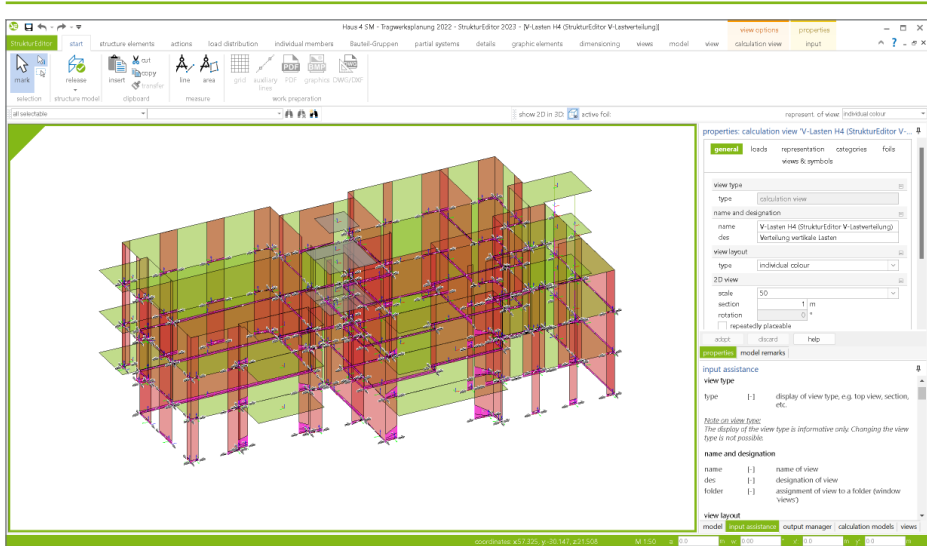 Haus 4 SM - Tragwerksplanung 2022 - StrukturEditor 2023 - [V-Lasten H4 (StrukturEditor V-Lastverteilung)]
view options
properties
StrukturEditor start structure elements actions load distribution individual members Bauteil-Gruppen partial systems details graphic elements dimensioning views model view calculation view input
mark
release
insert
cut
copy
transfer
line area
grid auxiliary lines PDF graphics DWG/DXF
selection structure model clipboard measure work preparation
all selectable
show 2D in 3D: active foil:
represent. of view: individual colour
properties: calculation view 'V-Lasten H4 (StrukturEditor V-...
general loads representation categories foils
views & symbols
view type
type calculation view
name and designation
name V-Lasten H4 (StrukturEditor V-Lastverteilung)
des Verteilung vertikale Lasten
view layout
type individual colour
2D view
scale 50
section 1 m
rotation 0 °
repeatedly placeable
adopt discard help
properties model remarks
input assistance
view type
type [-] display of view type, e.g. top view, section,
etc.
Note on view type:
The display of the view type is informative only. Changing the view
type is not possible.
name and designation
name [-] name of view
des [-] designation of view
folder [-] assignment of view to a folder (window
'views')
view layout
model input assistance output manager calculation models views
coordinates x:57.325, y:-30.147, z:21.508 M 1:50 0.0 m w 0.00 ° x' 0.0 m y' 0.0 m